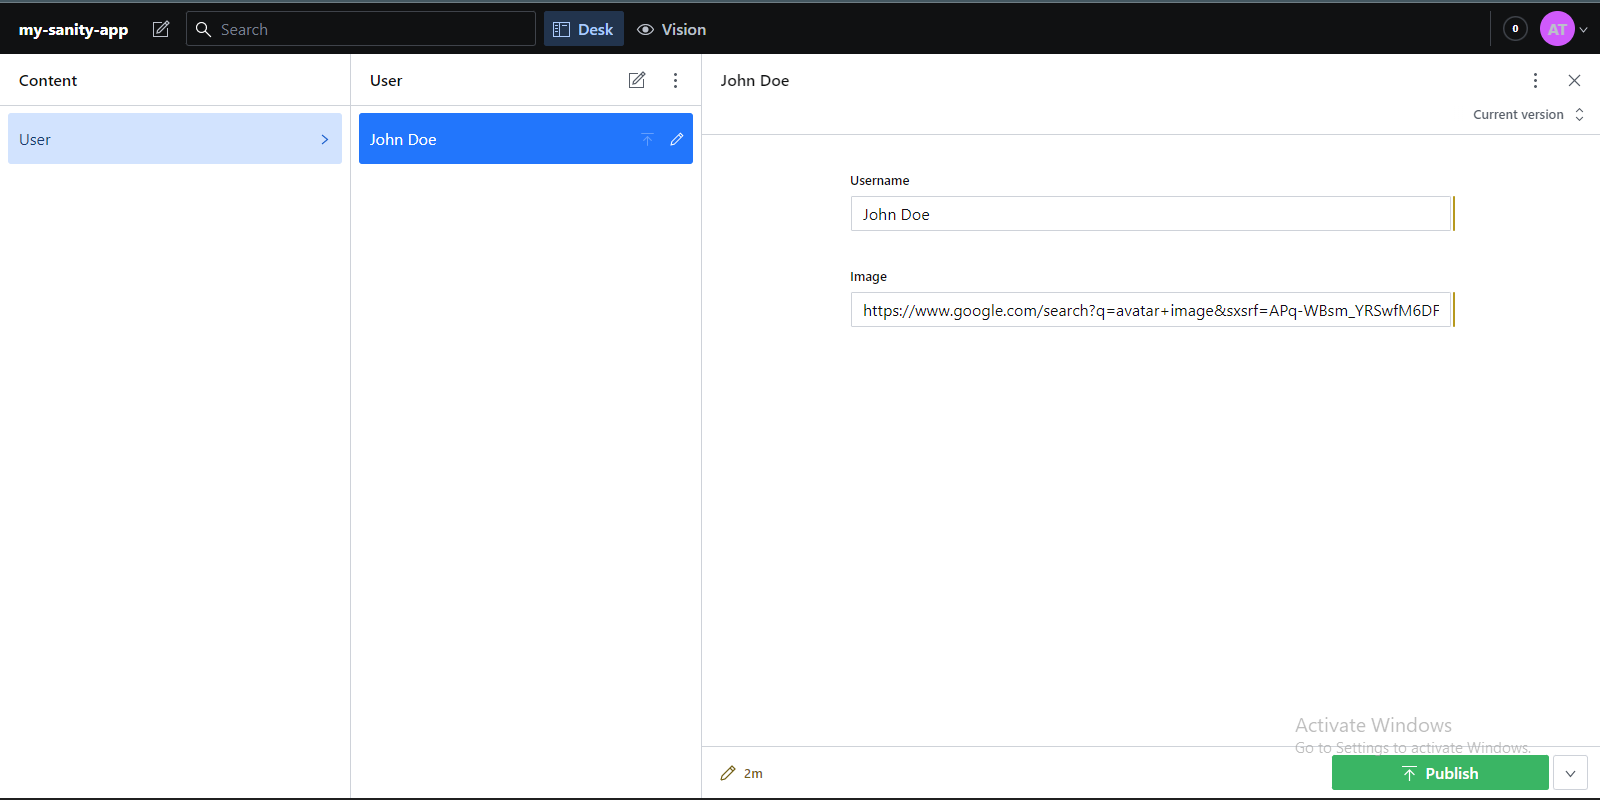 my-sanity-app
Search
Desk
Vision
0
AT
Content
User
John Doe
Current version
User
John Doe
Username
John Doe
Image
https://www.google.com/search?q=avatar+image&sxsrf=APq-WBsm_YRSwfM6DF
Activate Windows
Go to Settings to activate Windows.
2m
Publish